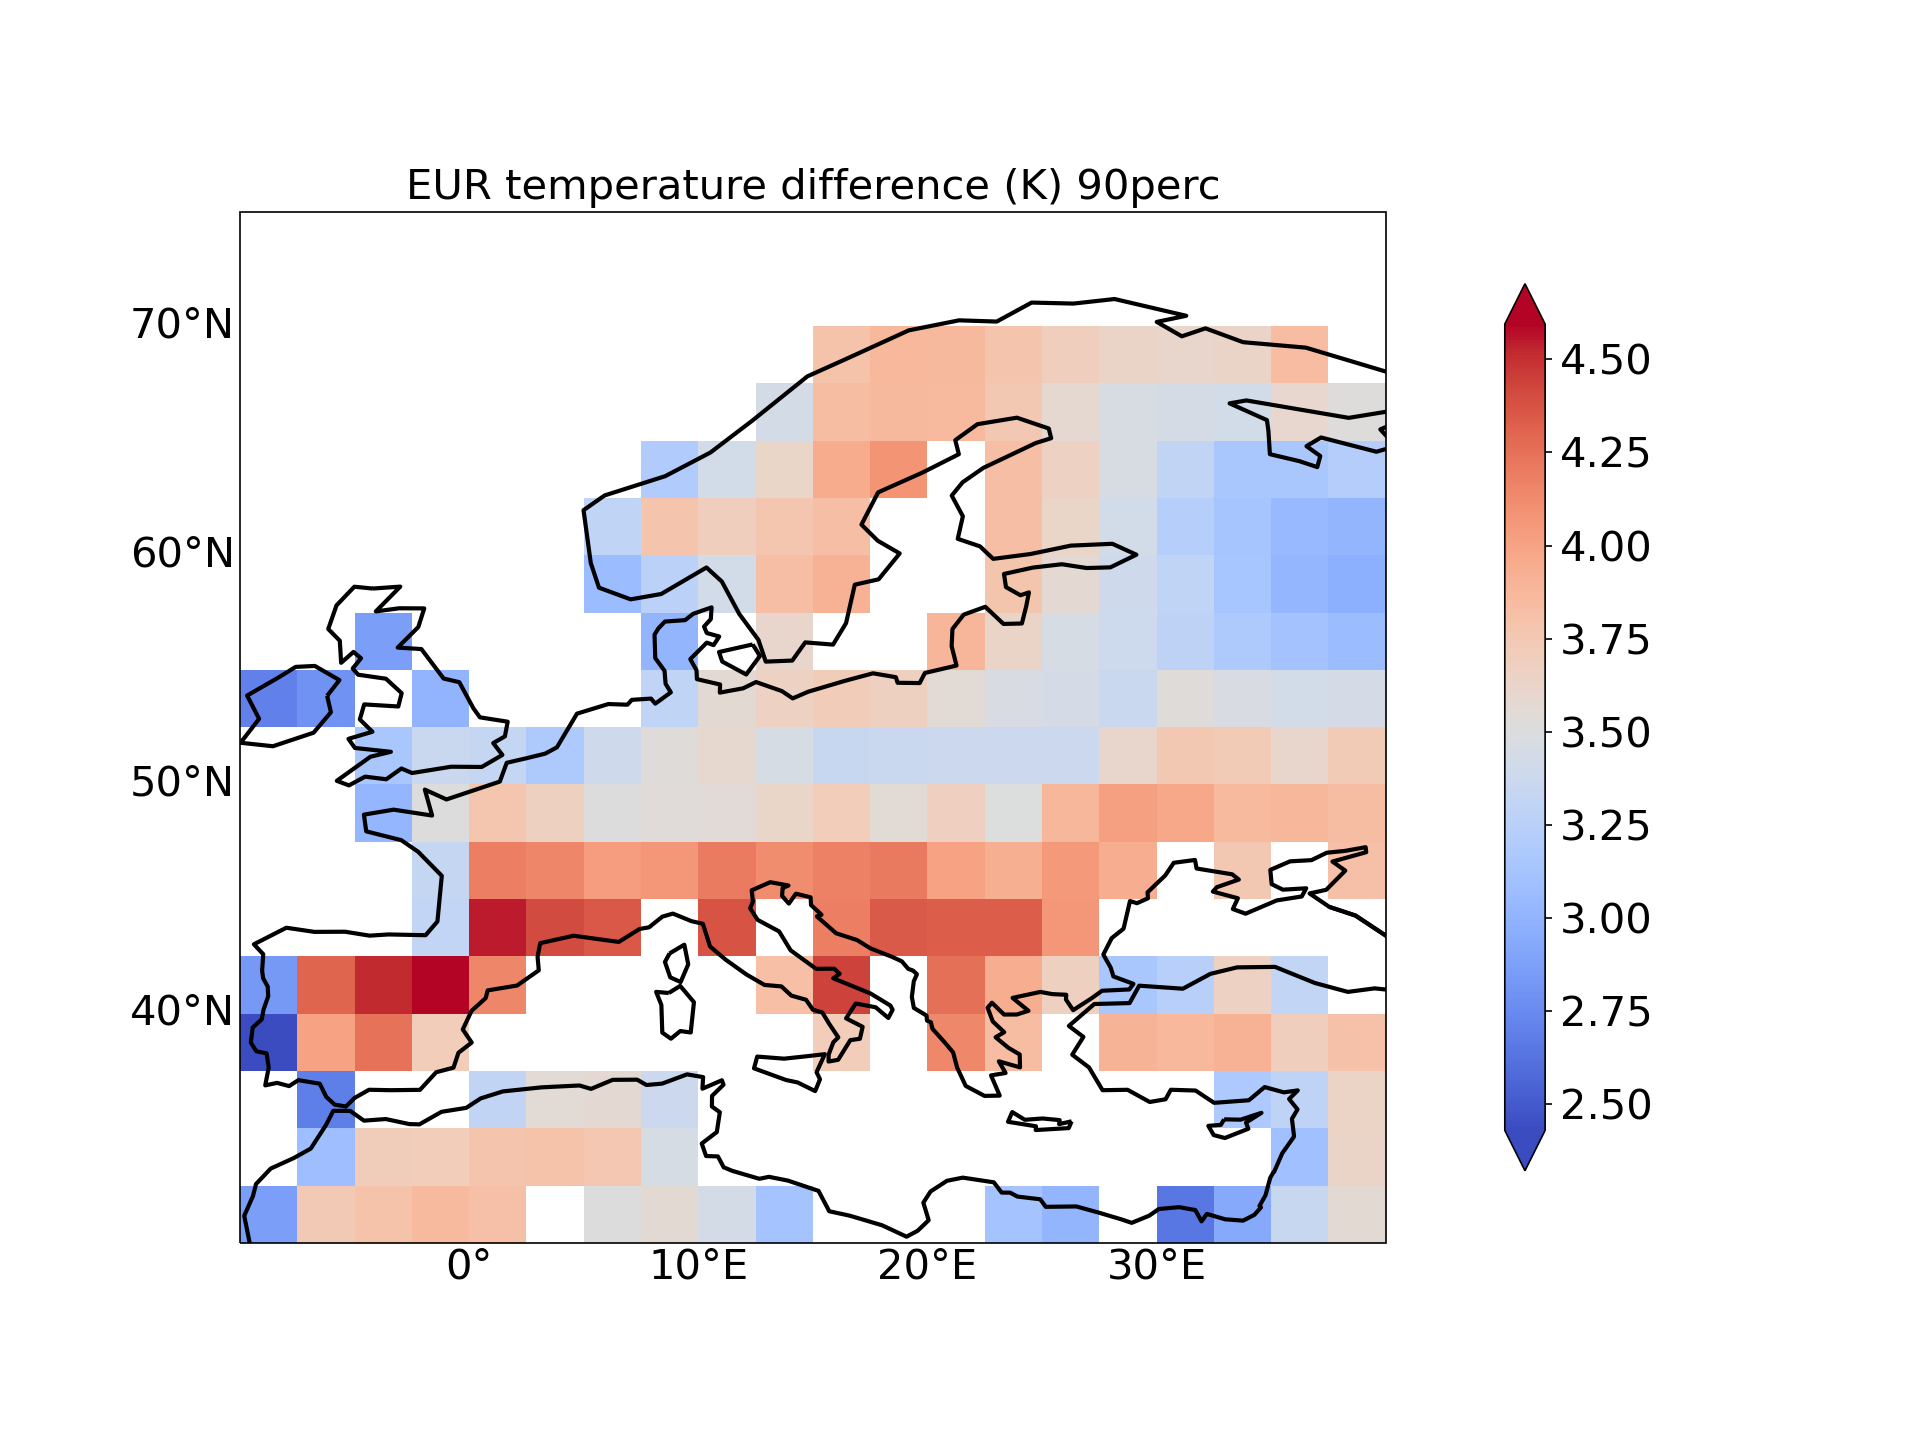 EUR temperature difference (K) 90perc
70°N
60°N
50°N
40°N
0°
10°E
20°E
30°E
4.50
4.25
4.00
3.75
3.50
3.25
3.00
2.75
2.50